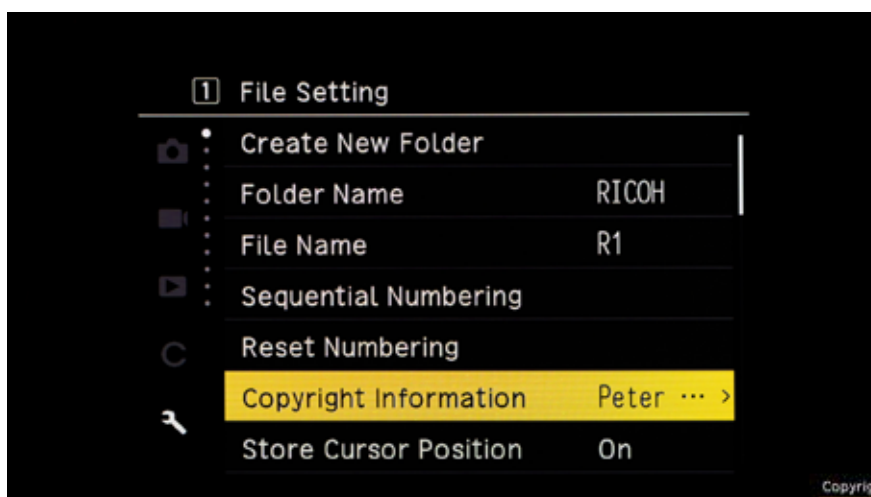 1 File Setting
Create New Folder
Folder Name RICOH
File Name R1
Sequential Numbering
Reset Numbering
C
Copyright Information Peter ··· >
Store Cursor Position On
Copyrig